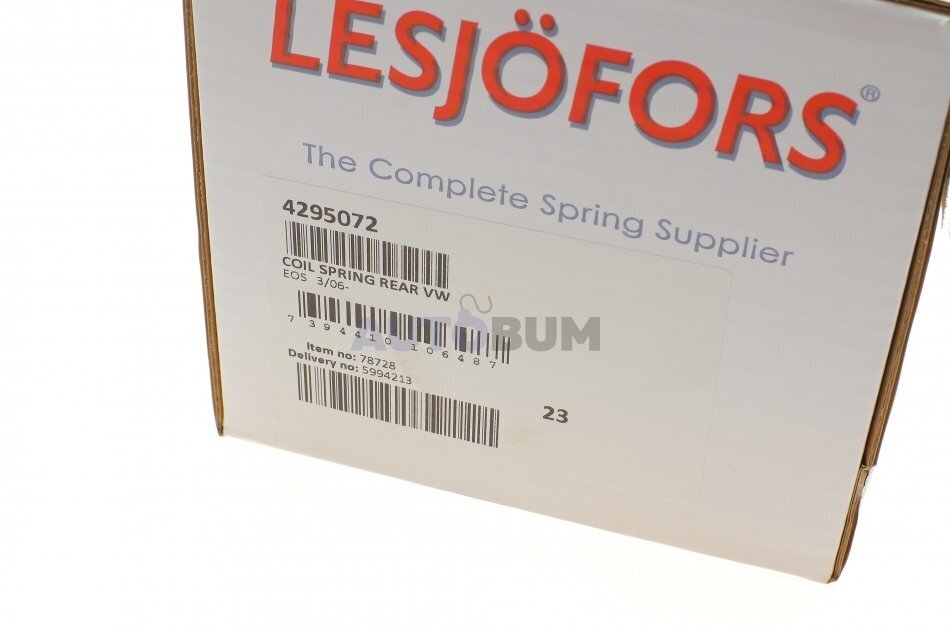 LESJÖFORS®
The Complete Spring Supplier
4295072
COIL SPRING REAR VW
EOS 3/06-
AUTOBUM
7 394410 106487
Item no: 78728
Delivery no: 5994213
23